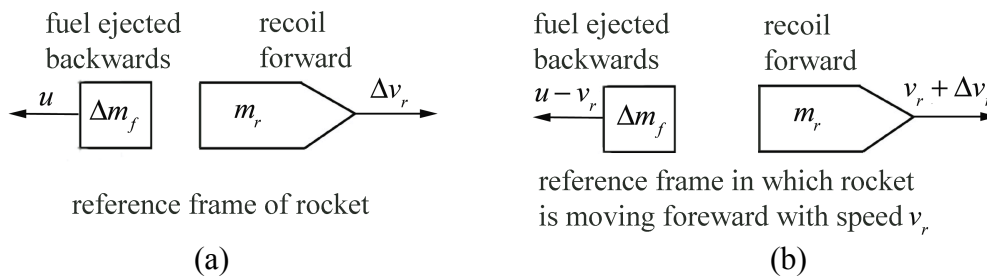 fuel ejected
backwards
recoil
forward
u
Δm_f
m_r
Δv_r
reference frame of rocket
(a)
fuel ejected
backwards
recoil
forward
u − v_r
Δm_f
m_r
v_r + Δv_r
reference frame in which rocket
is moving foreward with speed v_r
(b)